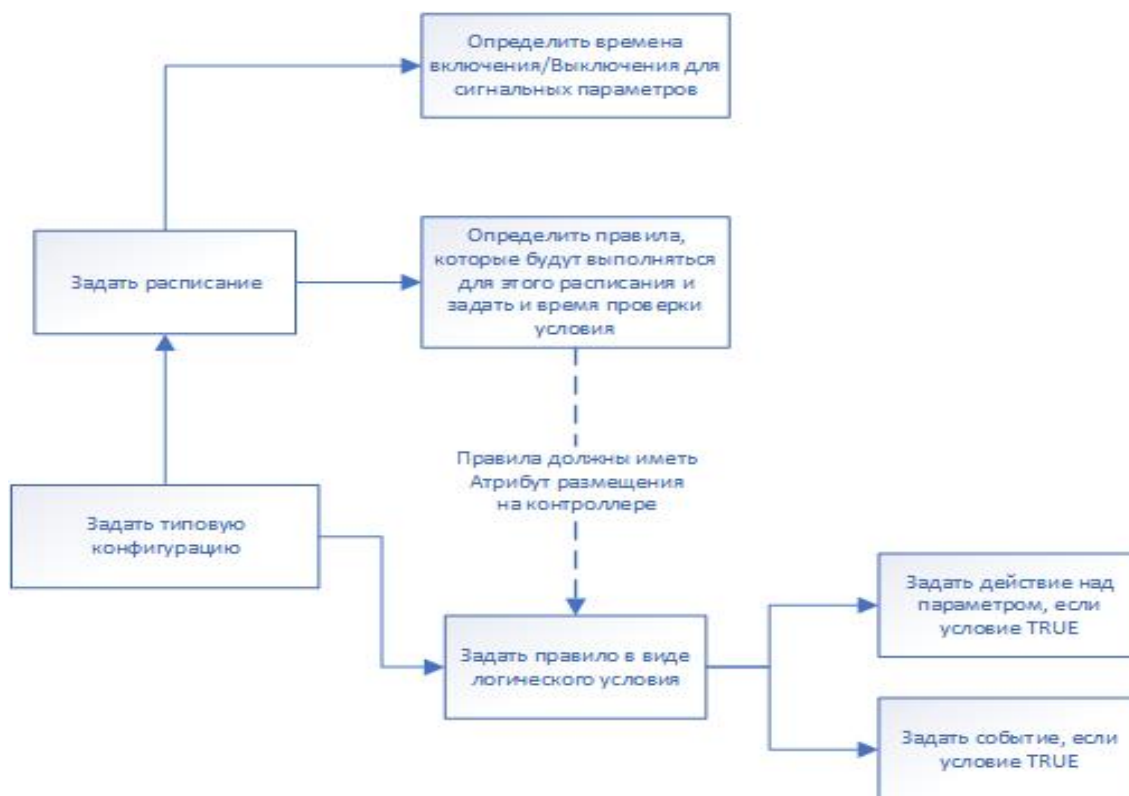 Определить времена
включения/Выключения для
сигнальных параметров
Задать расписание
Определить правила,
которые будут выполняться
для этого расписания и
задать и время проверки
условия
Правила должны иметь
Атрибут размещения
на контроллере
Задать типовую
конфигурацию
Задать правило в виде
логического условия
Задать действие над
параметром, если
условие TRUE
Задать событие, если
условие TRUE